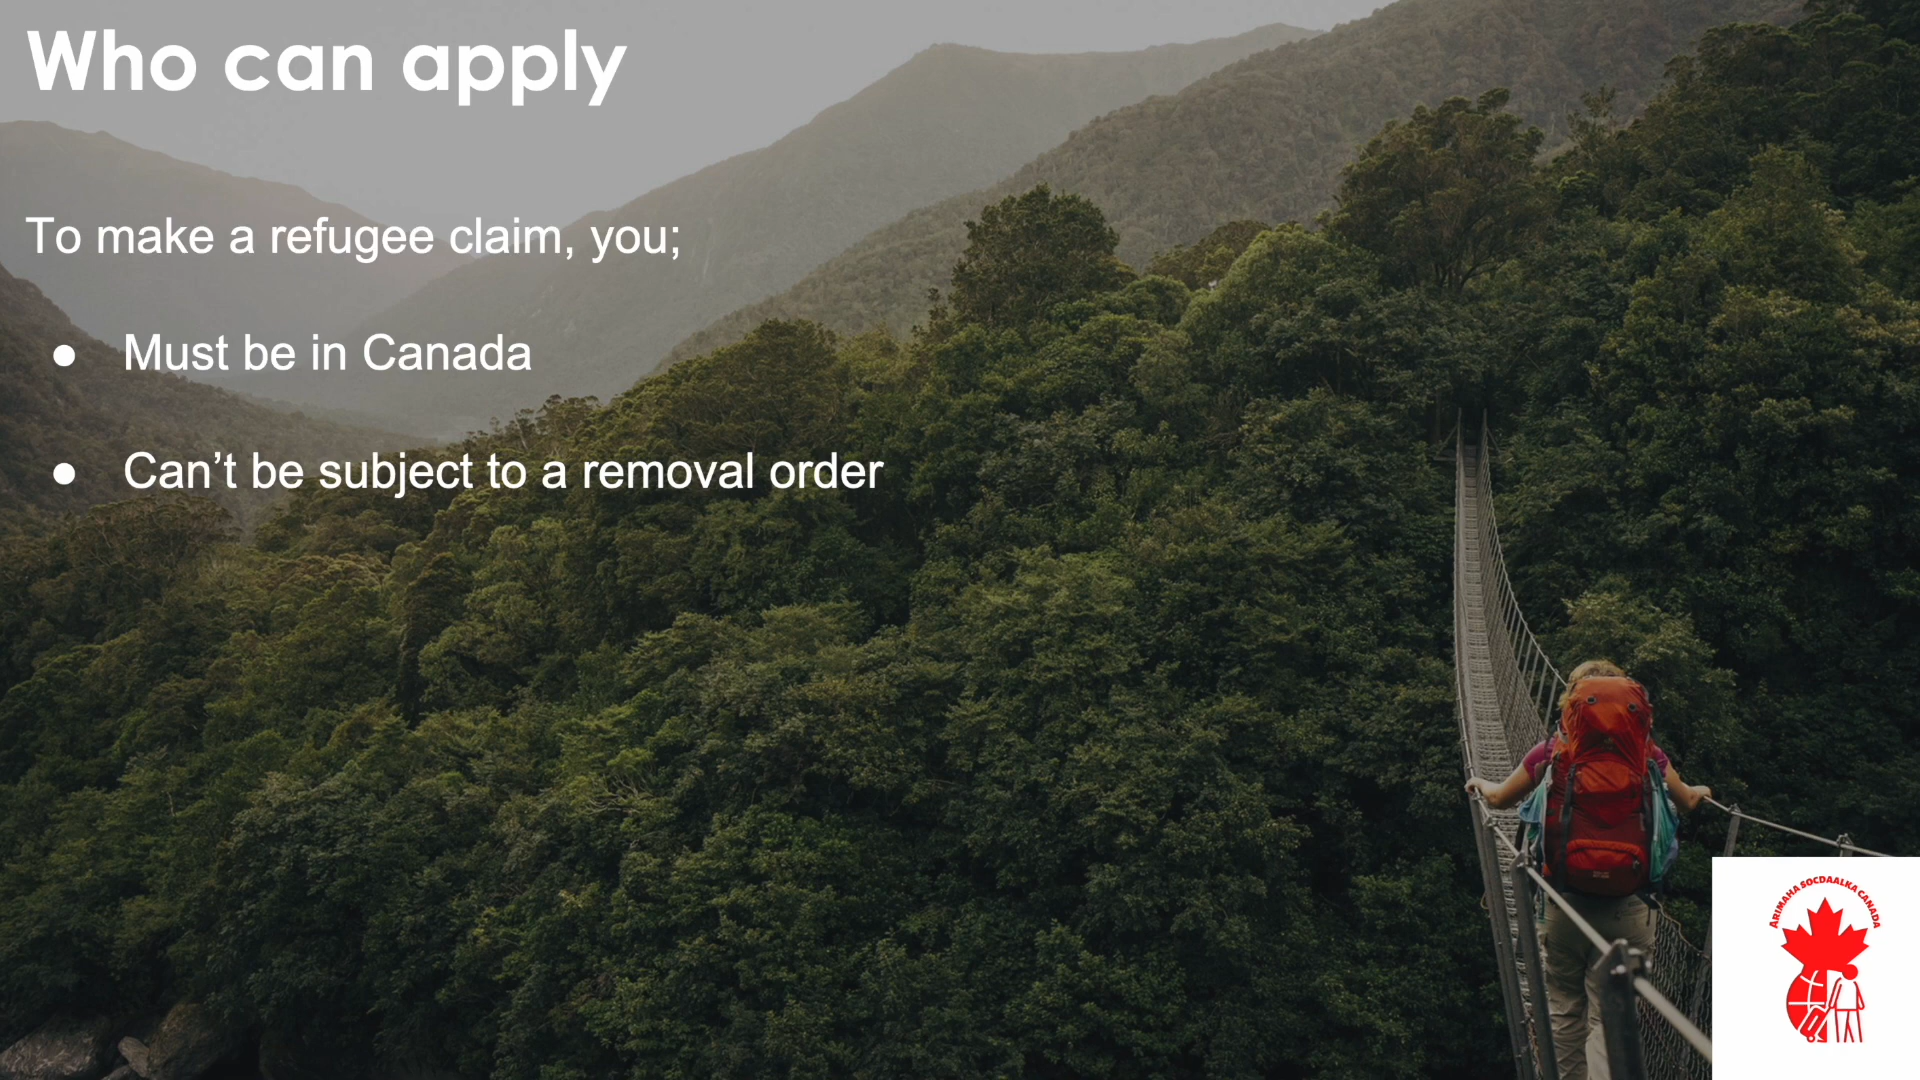 Who can apply
To make a refugee claim, you;
● Must be in Canada
● Can’t be subject to a removal order
ARIMAHA SOCDAALKA CANADA